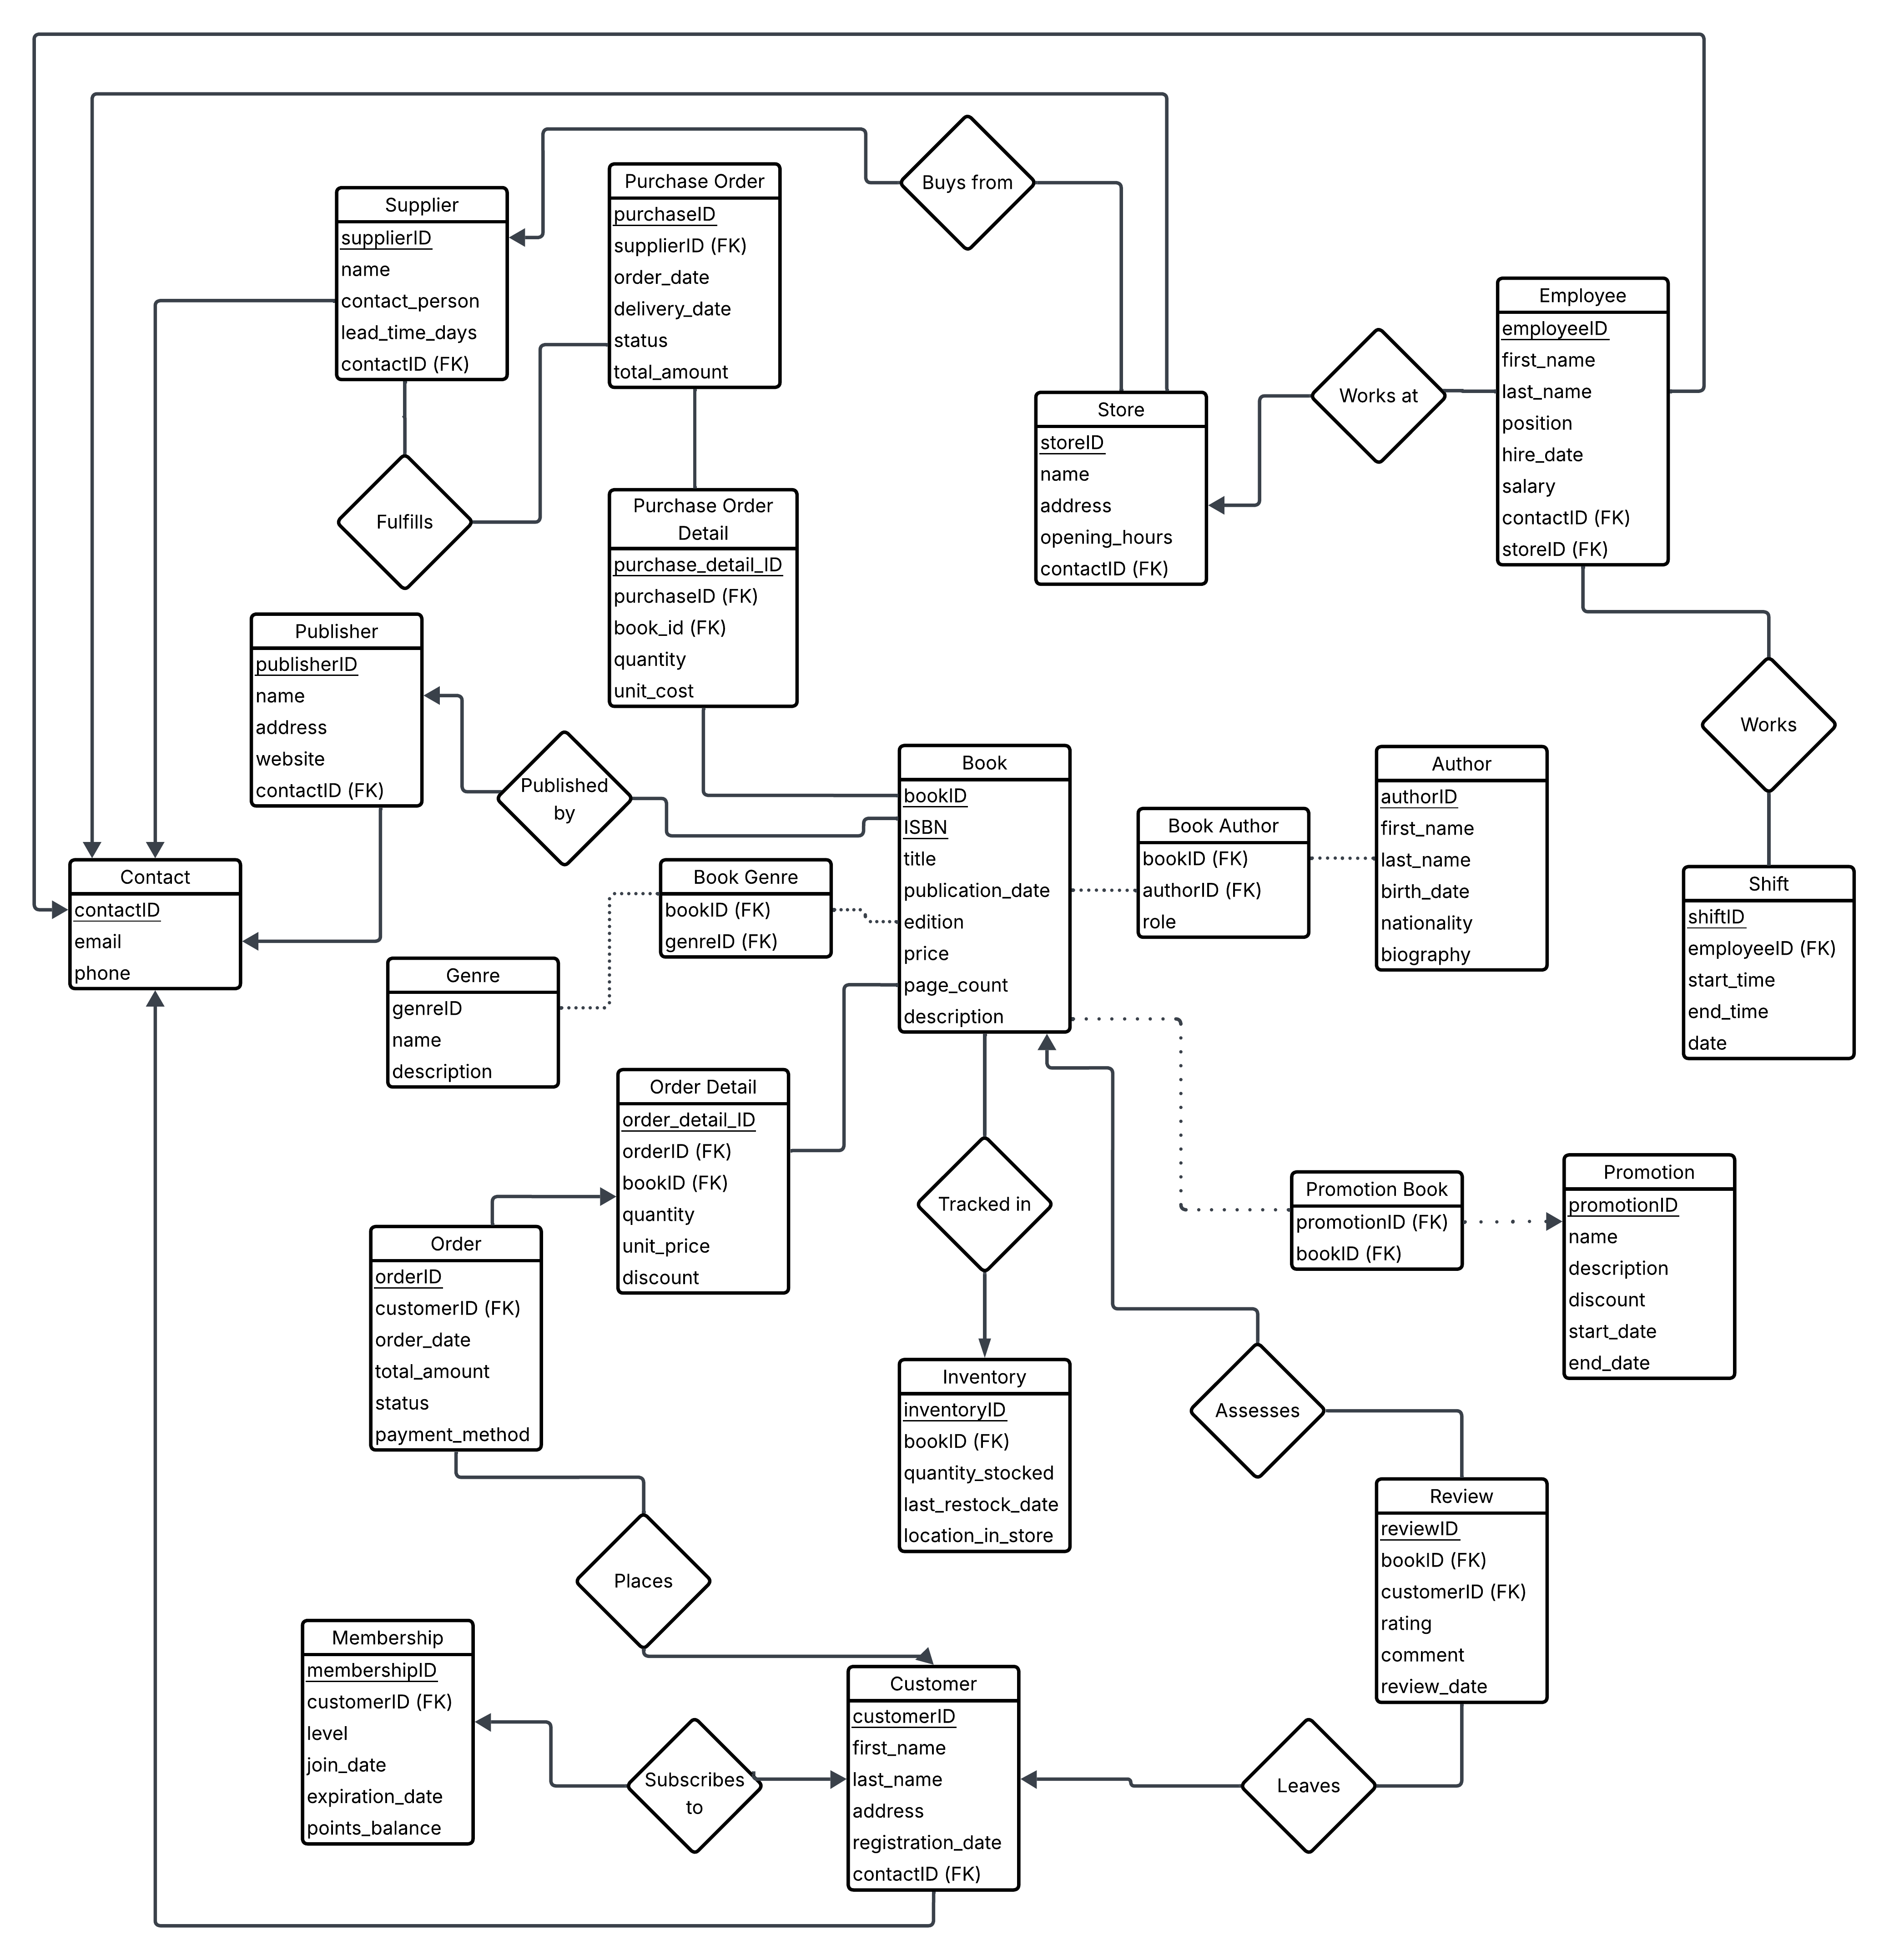 Buys from
Purchase Order
purchaseID
supplierID (FK)
order_date
delivery_date
status
total_amount
Supplier
supplierID
name
contact_person
lead_time_days
contactID (FK)
Employee
employeeID
first_name
last_name
position
hire_date
salary
contactID (FK)
storeID (FK)
Works at
Store
storeID
name
address
opening_hours
contactID (FK)
Fulfills
Purchase Order
Detail
purchase_detail_ID
purchaseID (FK)
book_id (FK)
quantity
unit_cost
Publisher
publisherID
name
address
website
contactID (FK)
Works
Published
by
Book
bookID
ISBN
title
publication_date
edition
price
page_count
description
Author
authorID
first_name
last_name
birth_date
nationality
biography
Book Author
bookID (FK)
authorID (FK)
role
Contact
contactID
email
phone
Book Genre
bookID (FK)
genreID (FK)
Shift
shiftID
employeeID (FK)
start_time
end_time
date
Genre
genreID
name
description
Order Detail
order_detail_ID
orderID (FK)
bookID (FK)
quantity
unit_price
discount
Tracked in
Promotion Book
promotionID (FK)
bookID (FK)
Promotion
promotionID
name
description
discount
start_date
end_date
Order
orderID
customerID (FK)
order_date
total_amount
status
payment_method
Inventory
inventoryID
bookID (FK)
quantity_stocked
last_restock_date
location_in_store
Assesses
Review
reviewID
bookID (FK)
customerID (FK)
rating
comment
review_date
Places
Membership
membershipID
customerID (FK)
level
join_date
expiration_date
points_balance
Subscribes
to
Customer
customerID
first_name
last_name
address
registration_date
contactID (FK)
Leaves